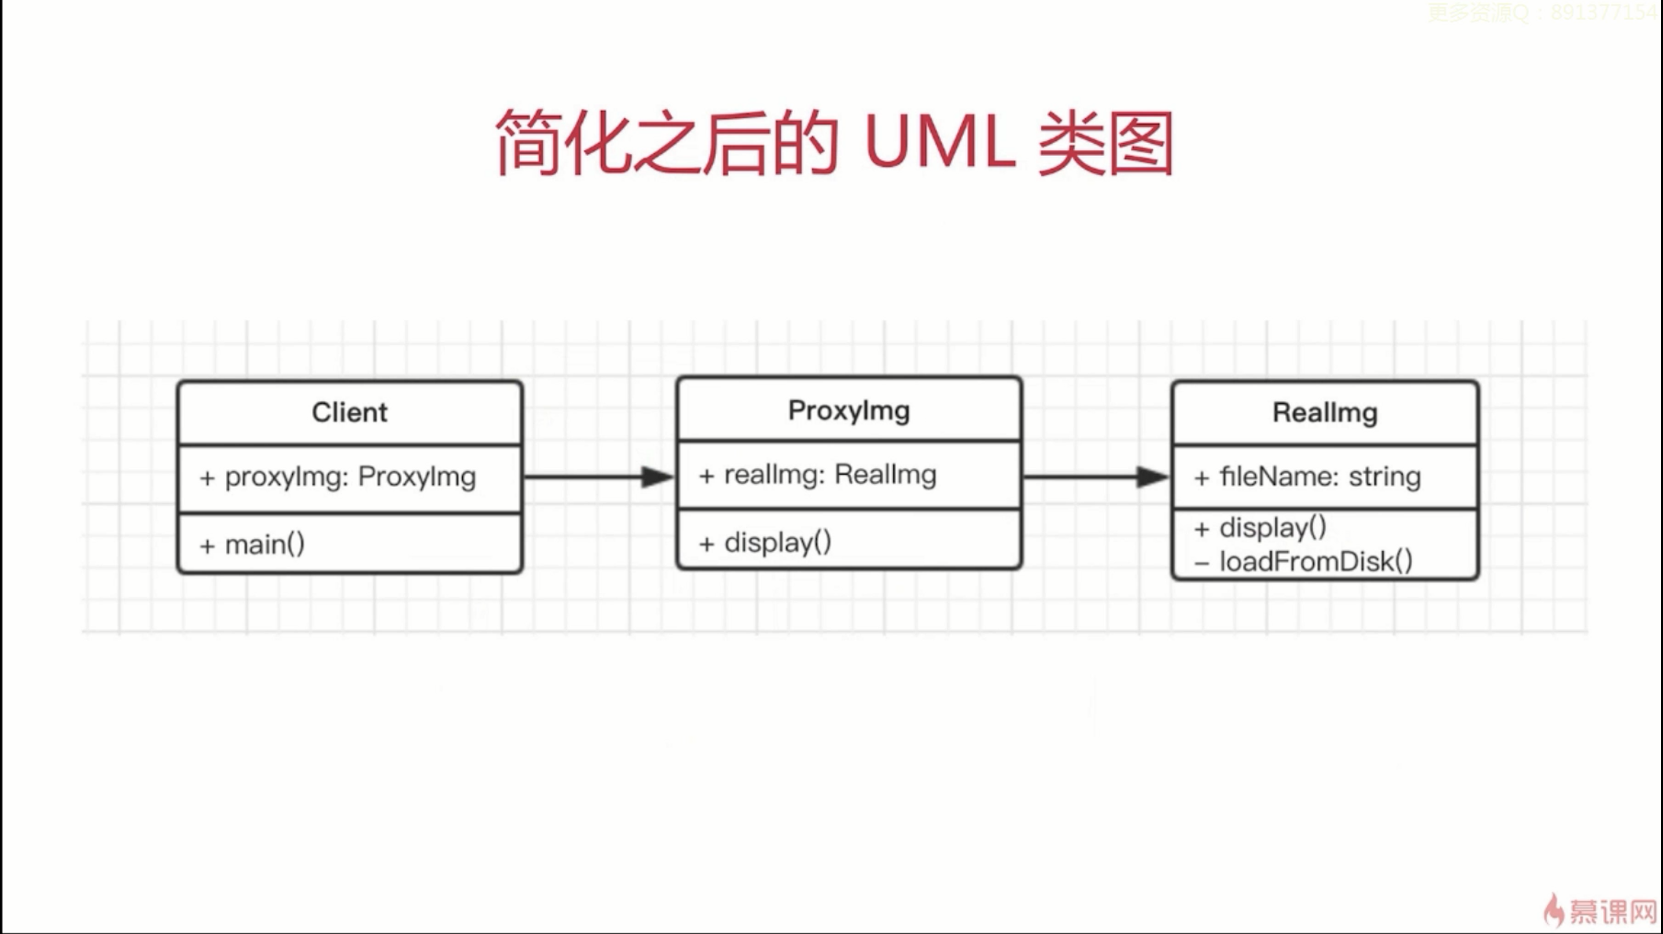 更多资源Q：891377154
简化之后的 UML 类图
Client
+ proxyImg: ProxyImg
+ main()
ProxyImg
+ realImg: RealImg
+ display()
RealImg
+ fileName: string
+ display()
− loadFromDisk()
慕课网